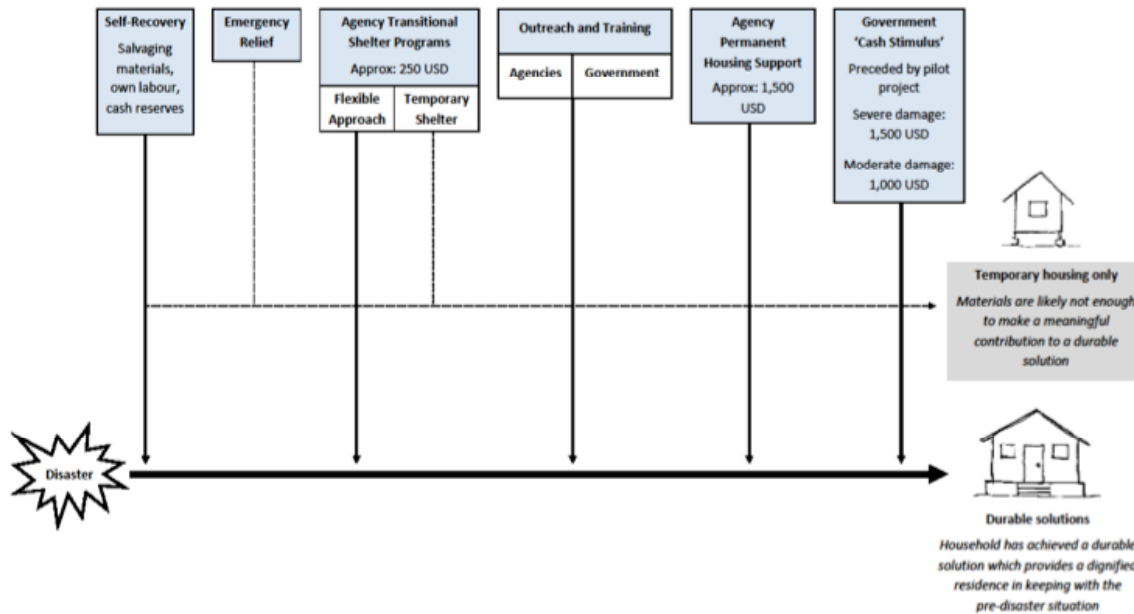 Self-Recovery
Salvaging
materials,
own labour,
cash reserves
Emergency
Relief
Agency Transitional
Shelter Programs
Approx: 250 USD
Flexible
Approach
Temporary
Shelter
Outreach and Training
Agencies
Government
Agency
Permanent
Housing Support
Approx: 1,500
USD
Government
'Cash Stimulus'
Preceded by pilot
project
Severe damage:
1,500 USD
Moderate damage:
1,000 USD
Temporary housing only
Materials are likely not enough
to make a meaningful
contribution to a durable
solution
Disaster
Durable solutions
Household has achieved a durable
solution which provides a dignified
residence in keeping with the
pre-disaster situation